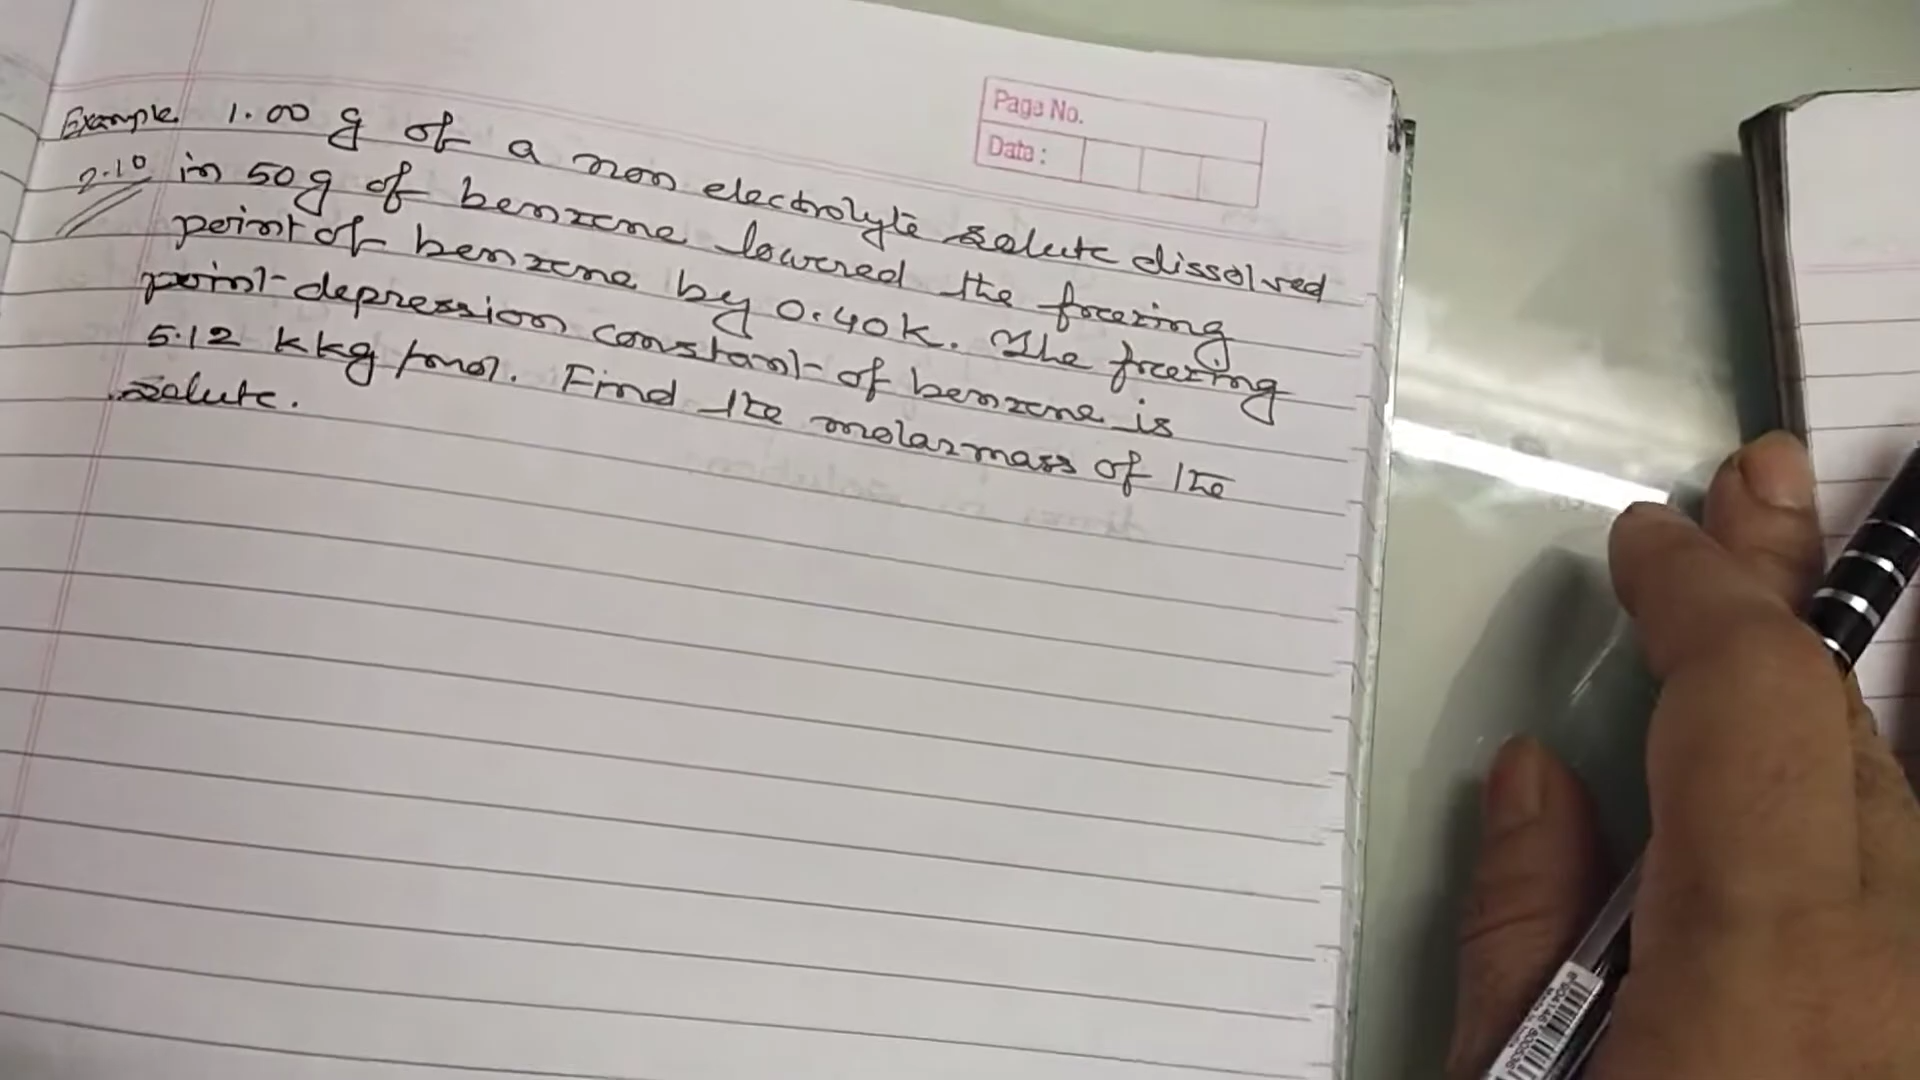 Page No.
Data:
Example 1.00 g of a non electrolyte solute dissolved
2.10 in 50g of benzene lowered the freezing
point of benzene by 0.40K. The freezing
point-depression constant of benzene is
5.12 k kg/mol. Find the molar mass of the
solute.